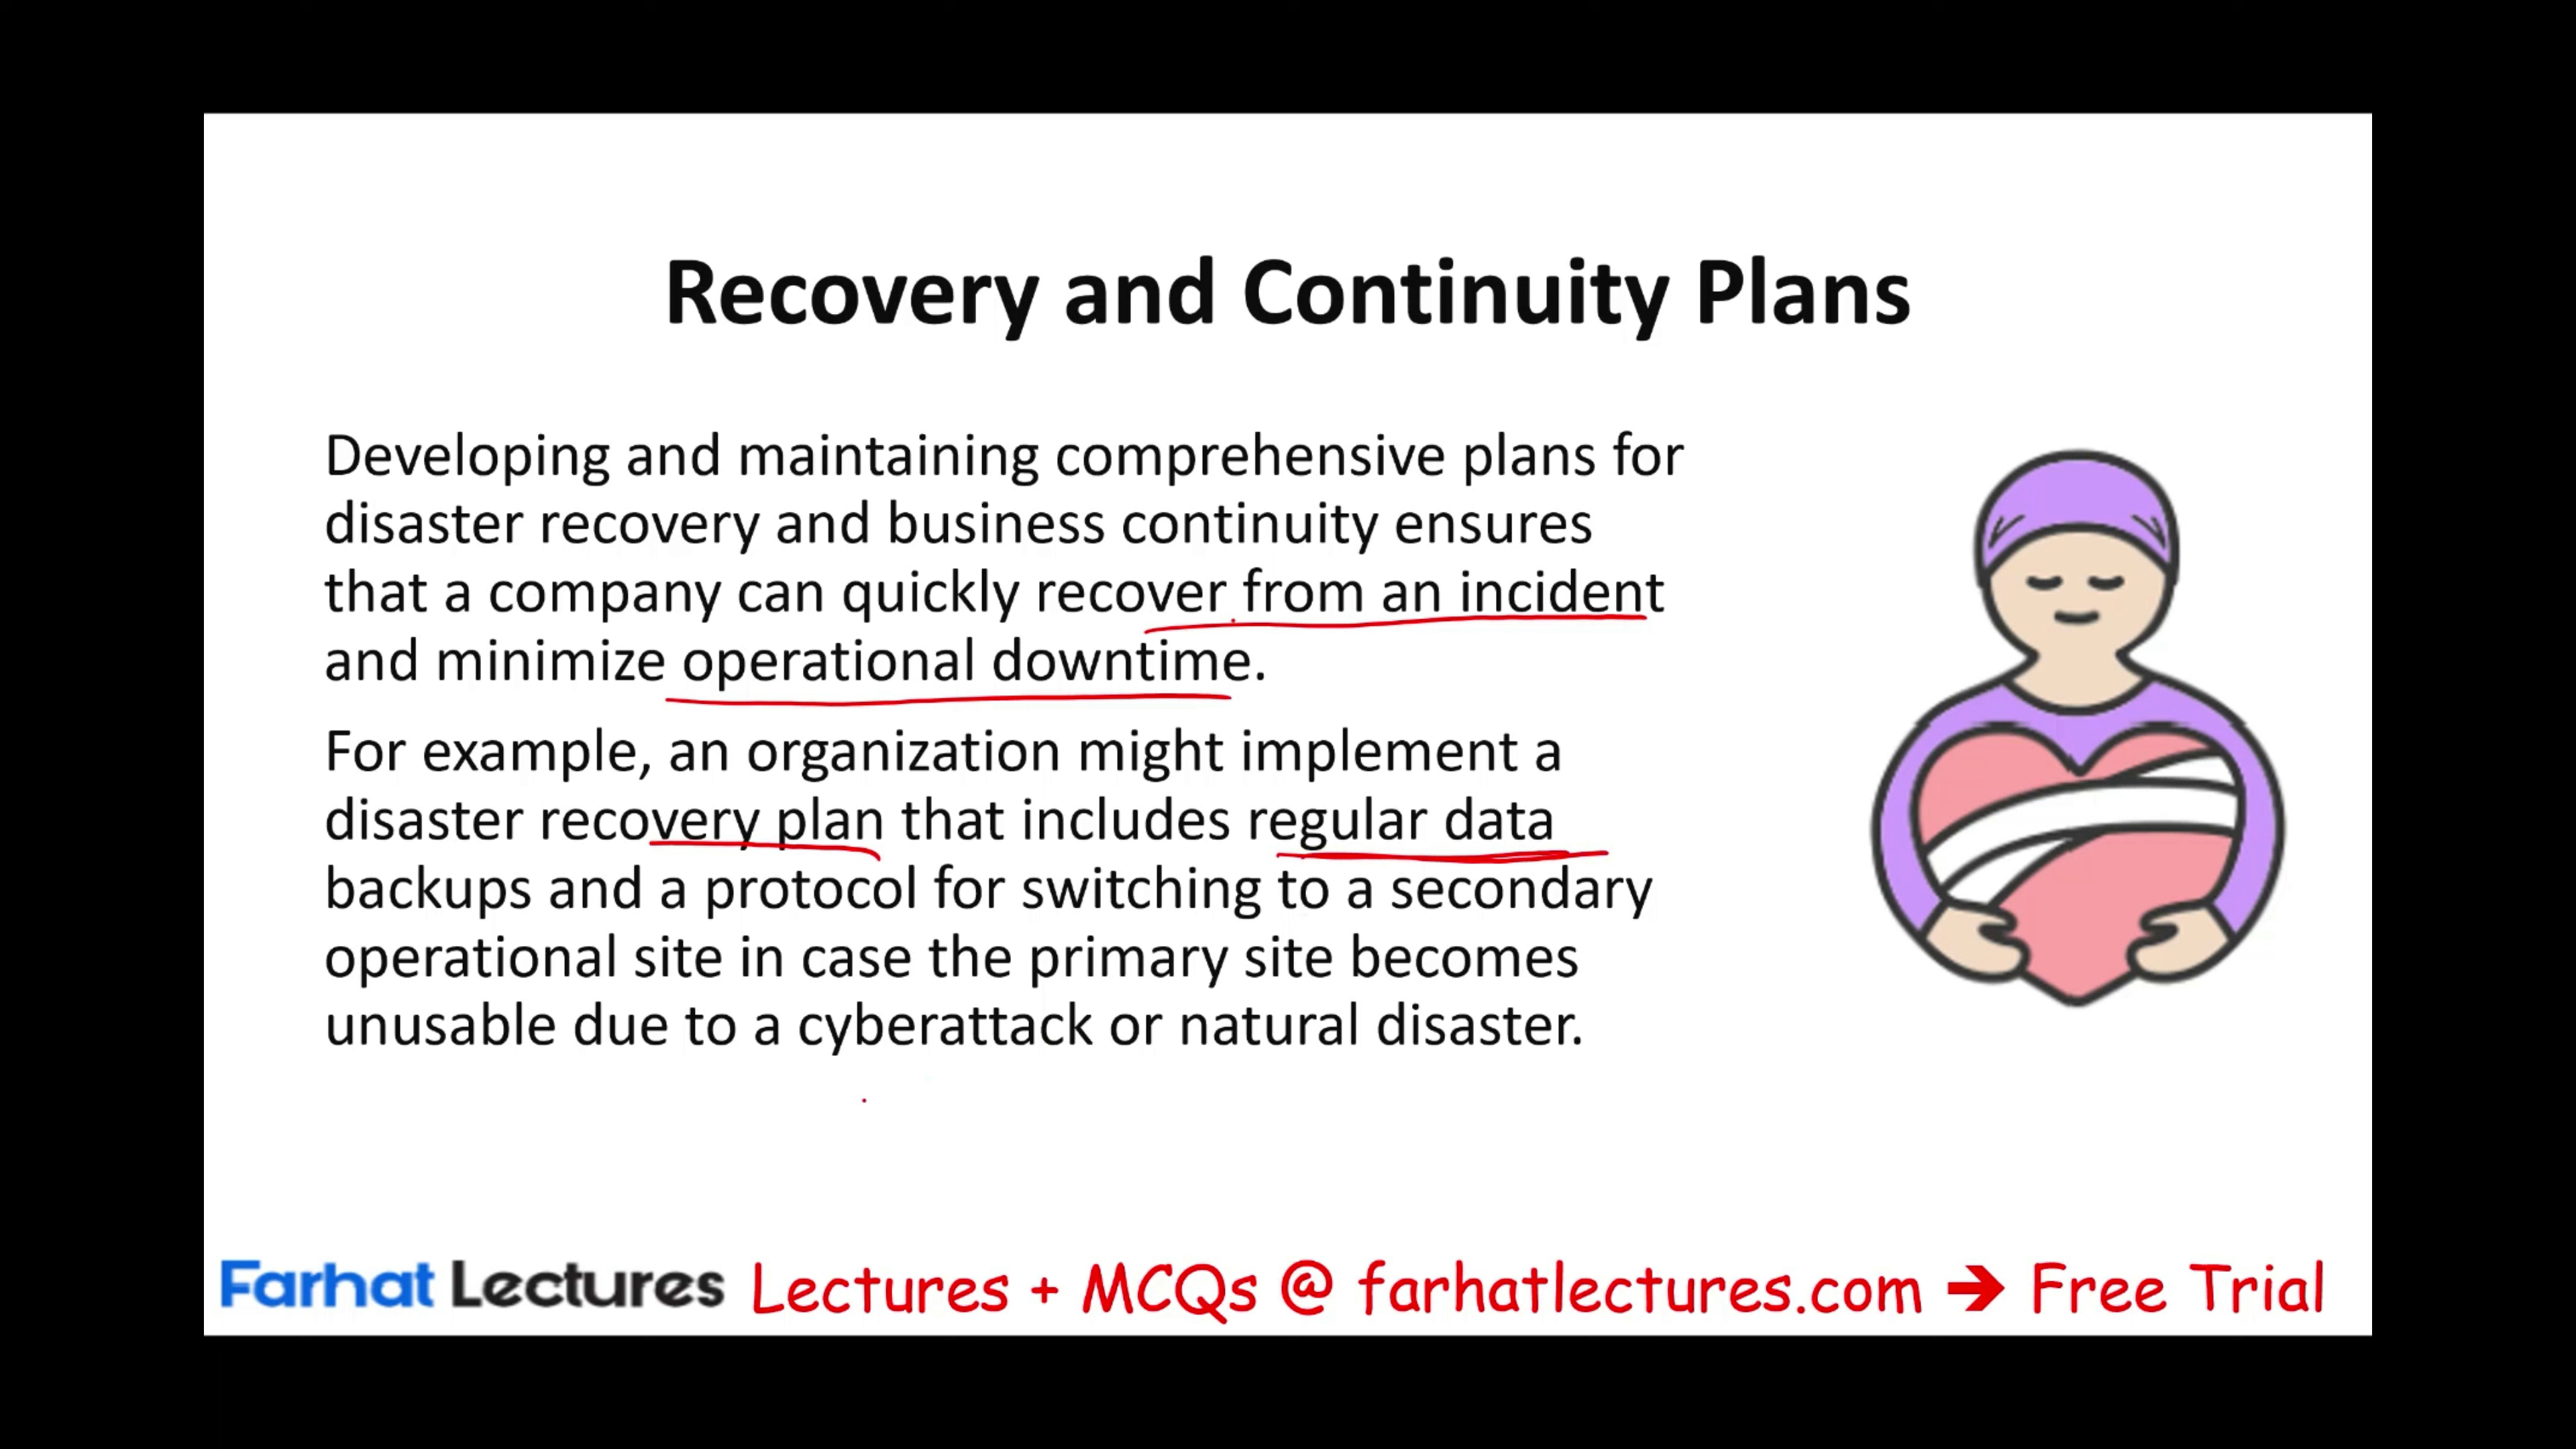 Recovery and Continuity Plans
Developing and maintaining comprehensive plans for
disaster recovery and business continuity ensures
that a company can quickly recover from an incident
and minimize operational downtime.
For example, an organization might implement a
disaster recovery plan that includes regular data
backups and a protocol for switching to a secondary
operational site in case the primary site becomes
unusable due to a cyberattack or natural disaster.
Farhat Lectures Lectures + MCQs @ farhatlectures.com ➔ Free Trial